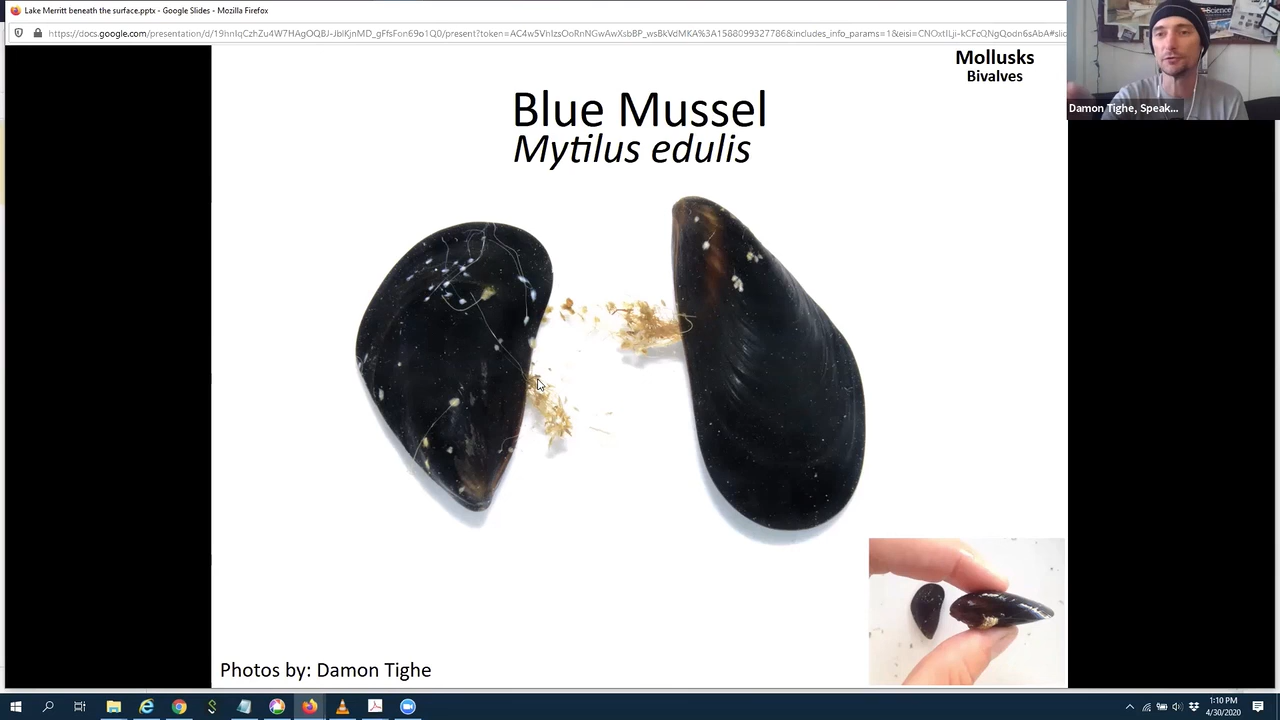 Lake Merritt beneath the surface.pptx - Google Slides - Mozilla Firefox
Mollusks
Bivalves
Science
Damon Tighe, Speak...
Blue Mussel
Mytilus edulis
Photos by: Damon Tighe
1:10 PM
4/30/2020